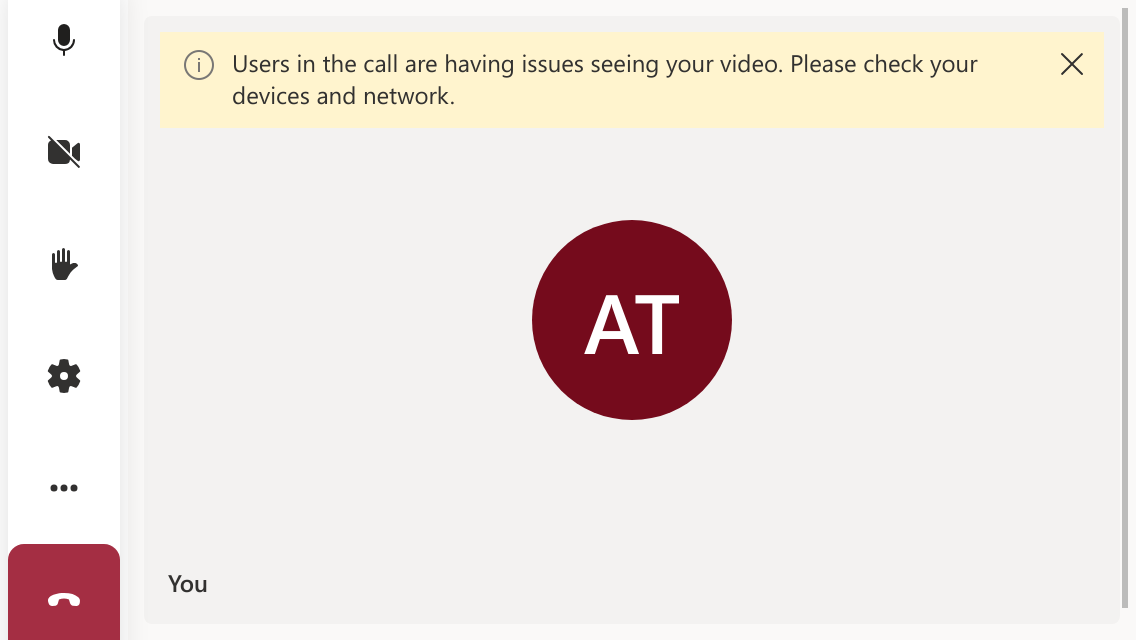 Users in the call are having issues seeing your video. Please check your
devices and network.
AT
You